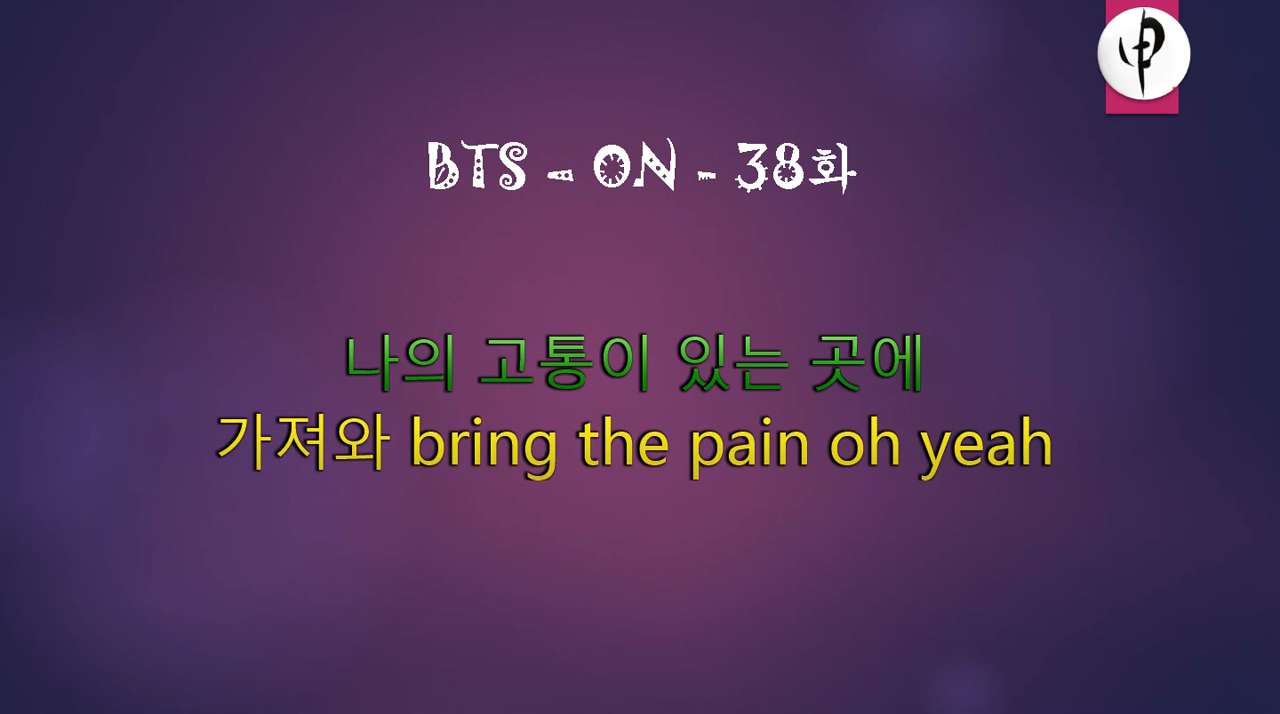 BTS - ON - 38화
나의 고통이 있는 곳에
가져와 bring the pain oh yeah